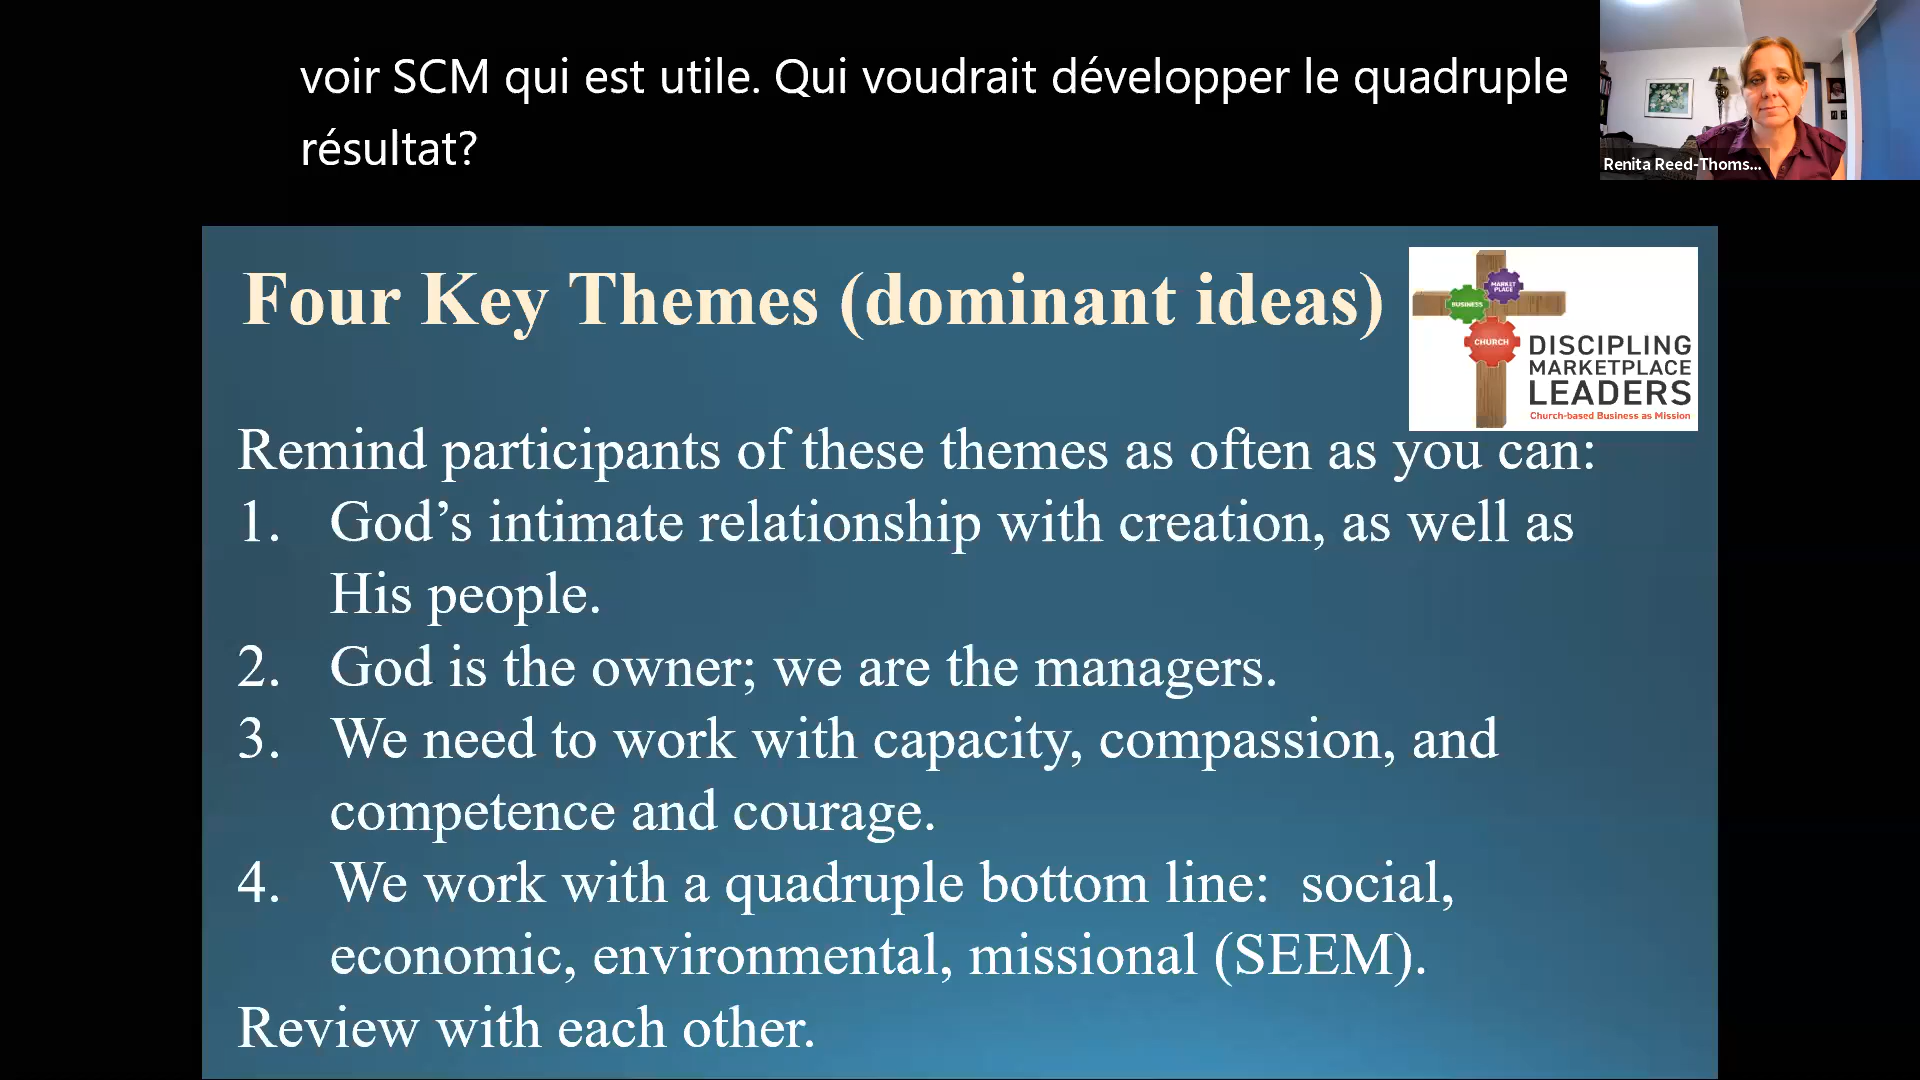 voir SCM qui est utile. Qui voudrait développer le quadruple
résultat?
Renita Reed-Thoms...
Four Key Themes (dominant ideas)
MARKET
PLACE
BUSINESS
CHURCH
DISCIPLING
MARKETPLACE
LEADERS
Church-based Business as Mission
Remind participants of these themes as often as you can:
1. God’s intimate relationship with creation, as well as
His people.
2. God is the owner; we are the managers.
3. We need to work with capacity, compassion, and
competence and courage.
4. We work with a quadruple bottom line: social,
economic, environmental, missional (SEEM).
Review with each other.